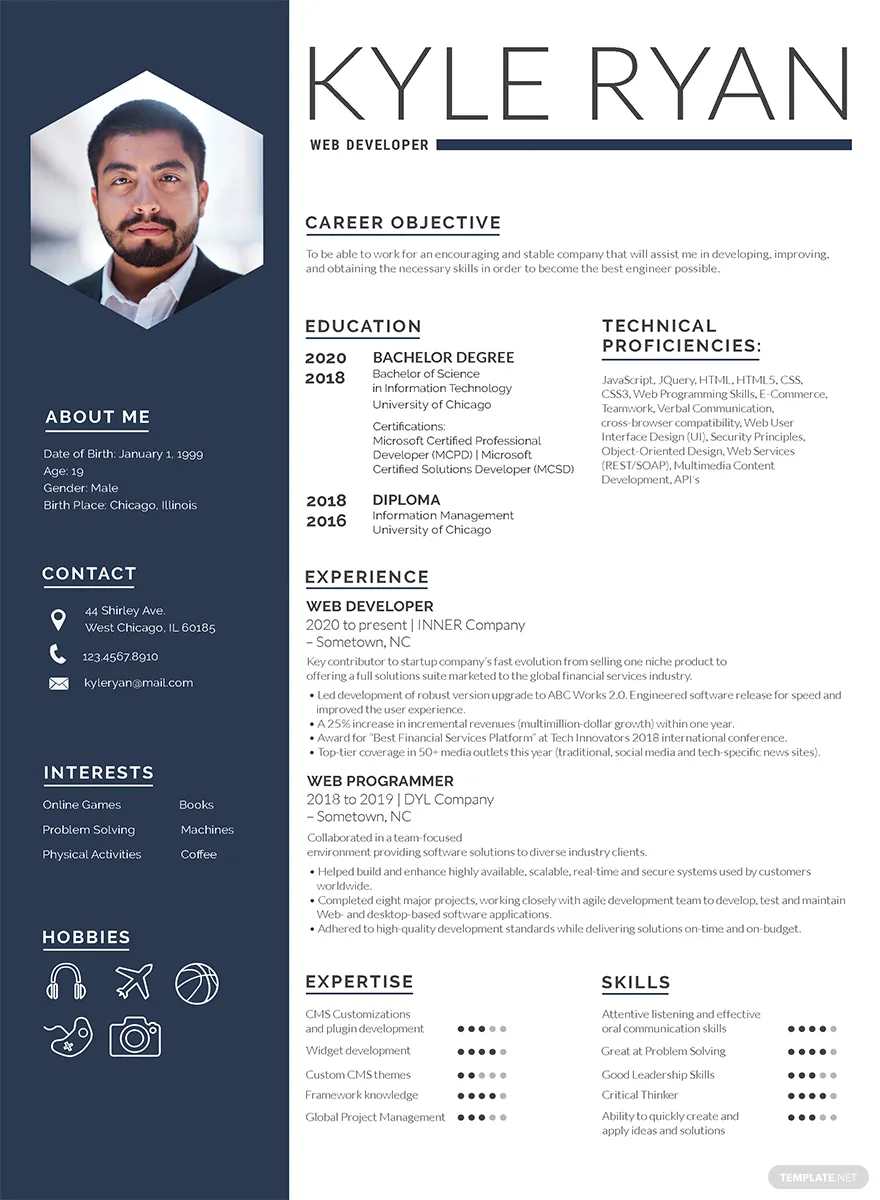 KYLE RYAN
WEB DEVELOPER
ABOUT ME
Date of Birth: January 1, 1999
Age: 19
Gender: Male
Birth Place: Chicago, Illinois
CONTACT
44 Shirley Ave.
West Chicago, IL 60185
123.4567.8910
kyleryan@mail.com
INTERESTS
Online Games Books
Problem Solving Machines
Physical Activities Coffee
HOBBIES
CAREER OBJECTIVE
To be able to work for an encouraging and stable company that will assist me in developing, improving,
and obtaining the necessary skills in order to become the best engineer possible.
EDUCATION
2020 BACHELOR DEGREE
2018 Bachelor of Science
in Information Technology
University of Chicago
Certifications:
Microsoft Certified Professional
Developer (MCPD) | Microsoft
Certified Solutions Developer (MCSD)
2018 DIPLOMA
2016 Information Management
University of Chicago
TECHNICAL
PROFICIENCIES:
JavaScript, JQuery, HTML, HTML5, CSS,
CSS3, Web Programming Skills, E-Commerce,
Teamwork, Verbal Communication,
cross-browser compatibility, Web User
Interface Design (UI), Security Principles,
Object-Oriented Design, Web Services
(REST/SOAP), Multimedia Content
Development, API's
EXPERIENCE
WEB DEVELOPER
2020 to present | INNER Company
– Sometown, NC
Key contributor to startup company's fast evolution from selling one niche product to
offering a full solutions suite marketed to the global financial services industry.
• Led development of robust version upgrade to ABC Works 2.0. Engineered software release for speed and
improved the user experience.
• A 25% increase in incremental revenues (multimillion-dollar growth) within one year.
• Award for "Best Financial Services Platform" at Tech Innovators 2018 international conference.
• Top-tier coverage in 50+ media outlets this year (traditional, social media and tech-specific news sites).
WEB PROGRAMMER
2018 to 2019 | DYL Company
– Sometown, NC
Collaborated in a team-focused
environment providing software solutions to diverse industry clients.
• Helped build and enhance highly available, scalable, real-time and secure systems used by customers
worldwide.
• Completed eight major projects, working closely with agile development team to develop, test and maintain
Web- and desktop-based software applications.
• Adhered to high-quality development standards while delivering solutions on-time and on-budget.
EXPERTISE
CMS Customizations
and plugin development
Widget development
Custom CMS themes
Framework knowledge
Global Project Management
SKILLS
Attentive listening and effective
oral communication skills
Great at Problem Solving
Good Leadership Skills
Critical Thinker
Ability to quickly create and
apply ideas and solutions
TEMPLATE.NET